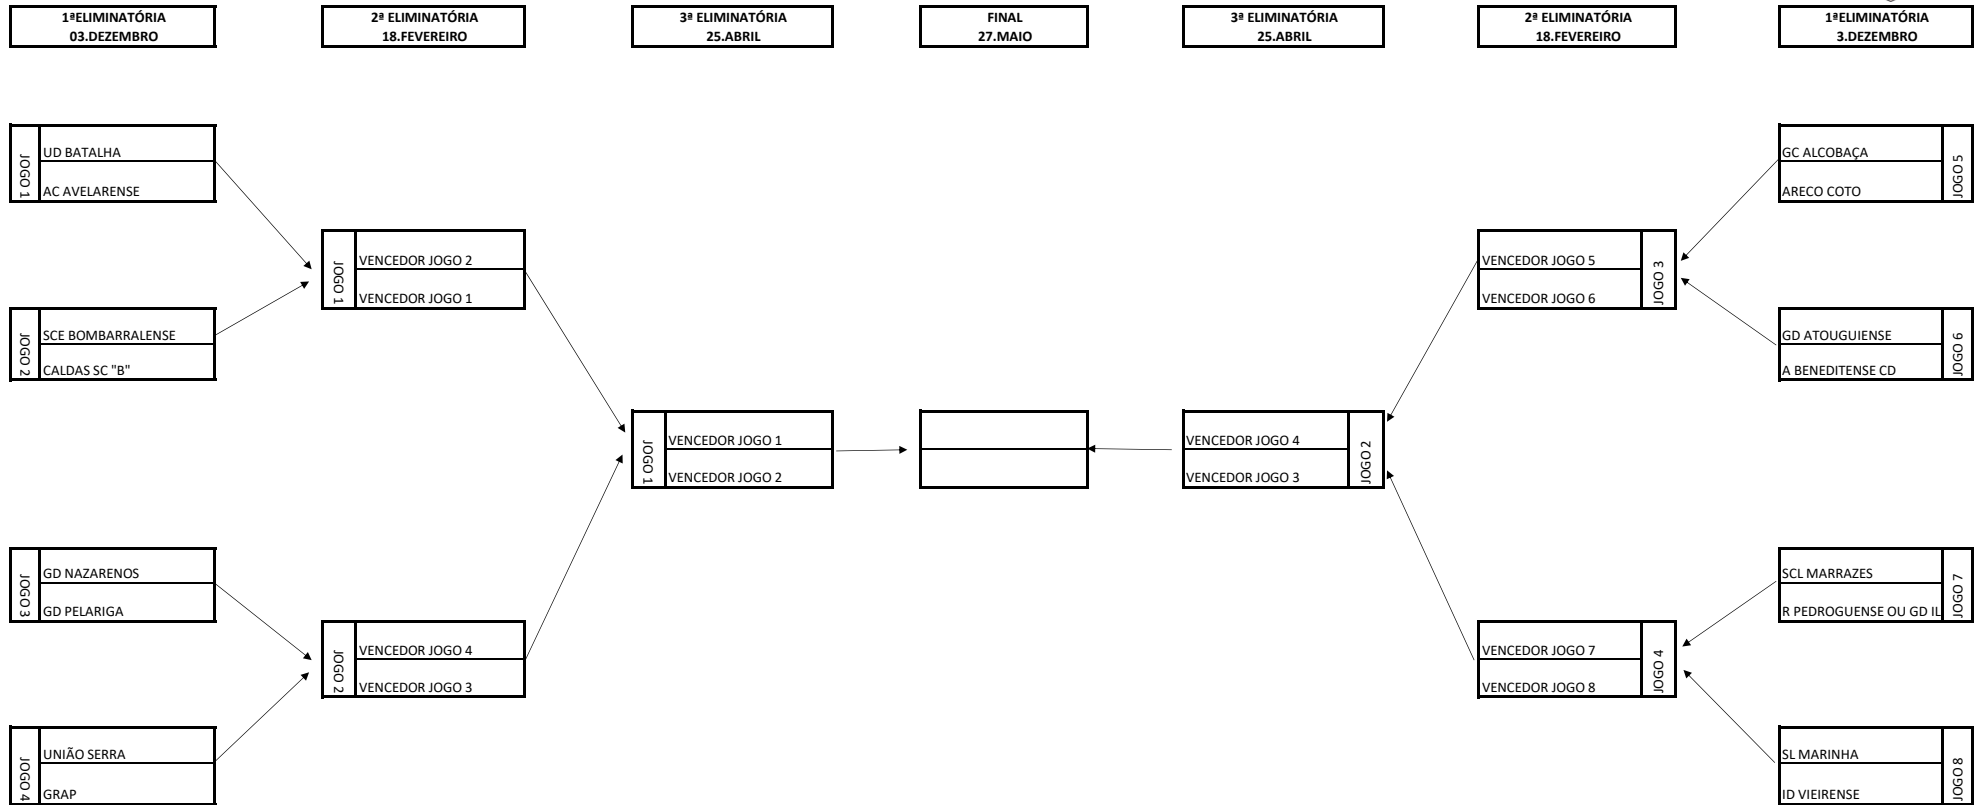 1ªELIMINATÓRIA
03.DEZEMBRO
2ª ELIMINATÓRIA
18.FEVEREIRO
3ª ELIMINATÓRIA
25.ABRIL
FINAL
27.MAIO
3ª ELIMINATÓRIA
25.ABRIL
2ª ELIMINATÓRIA
18.FEVEREIRO
1ªELIMINATÓRIA
3.DEZEMBRO
JOGO 1
UD BATALHA
AC AVELARENSE
JOGO 2
SCE BOMBARRALENSE
CALDAS SC "B"
JOGO 3
GD NAZARENOS
GD PELARIGA
JOGO 4
UNIÃO SERRA
GRAP
JOGO 1
VENCEDOR JOGO 2
VENCEDOR JOGO 1
JOGO 2
VENCEDOR JOGO 4
VENCEDOR JOGO 3
JOGO 1
VENCEDOR JOGO 1
VENCEDOR JOGO 2
VENCEDOR JOGO 4
VENCEDOR JOGO 3
JOGO 2
VENCEDOR JOGO 5
VENCEDOR JOGO 6
JOGO 3
VENCEDOR JOGO 7
VENCEDOR JOGO 8
JOGO 4
GC ALCOBAÇA
ARECO COTO
JOGO 5
GD ATOUGUIENSE
A BENEDITENSE CD
JOGO 6
SCL MARRAZES
R PEDROGUENSE OU GD IL
JOGO 7
SL MARINHA
ID VIEIRENSE
JOGO 8